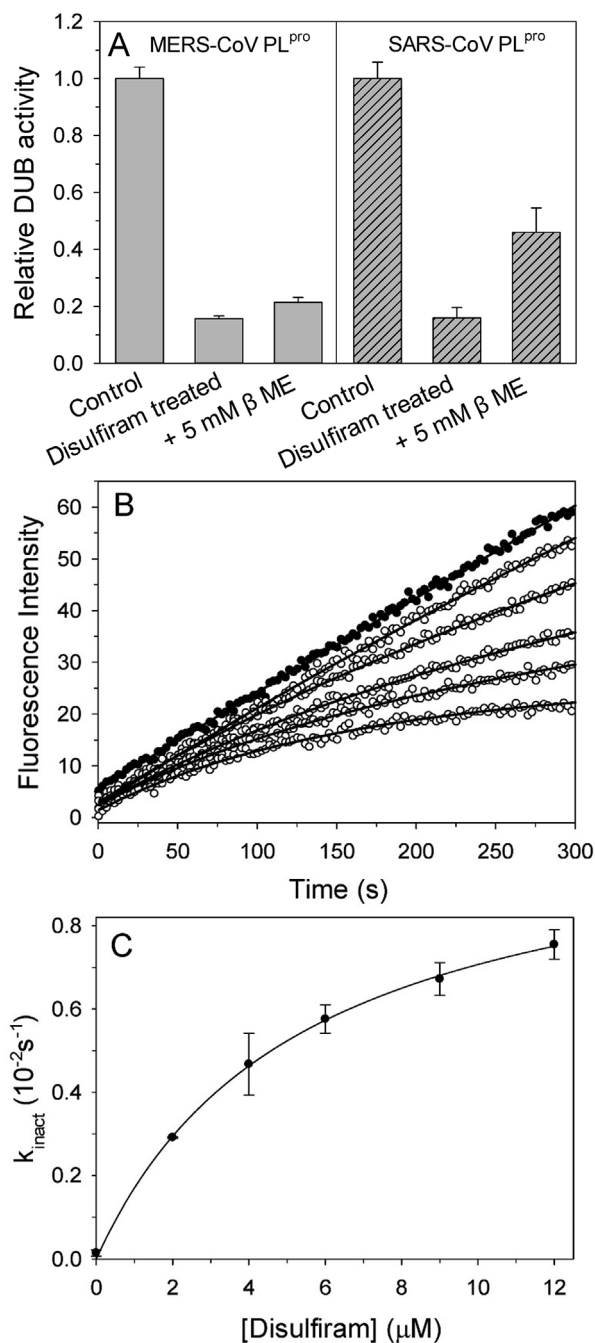 A
MERS-CoV PLpro
SARS-CoV PLpro
Relative DUB activity
1.2
1.0
0.8
0.6
0.4
0.2
0.0
Control
Disulfiram treated
+ 5 mM β ME
Control
Disulfiram treated
+ 5 mM β ME
B
Fluorescence Intensity
60
50
40
30
20
10
0
0 50 100 150 200 250 300
Time (s)
C
kinact (10-2s-1)
0.8
0.6
0.4
0.2
0.0
0 2 4 6 8 10 12
[Disulfiram] (μM)